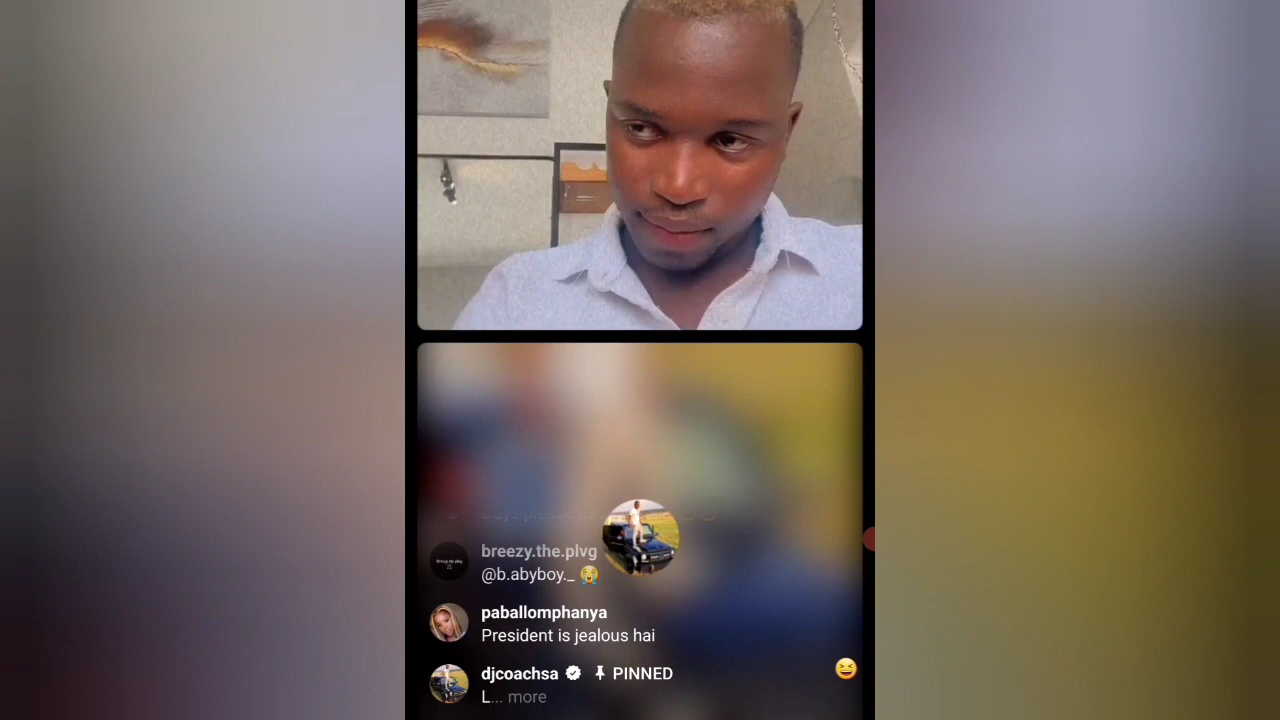 breezy.the.plvg
@b.abyboy._ 😭
paballomphanya
President is jealous hai
djcoachsa PINNED
L... more